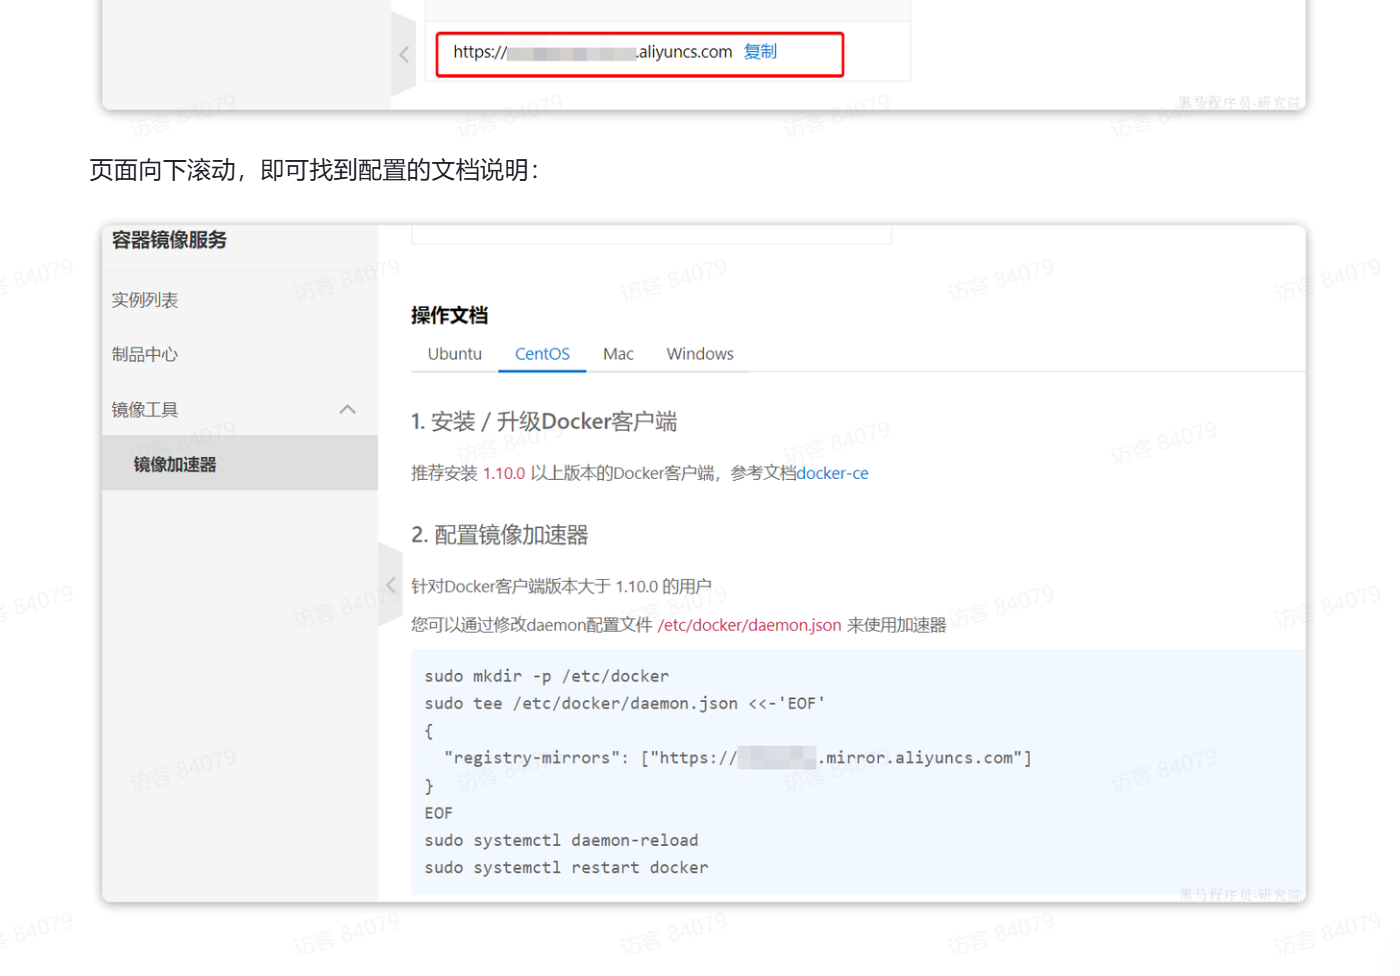 https://
.aliyuncs.com 复制
黑马程序员-研究院
页面向下滚动，即可找到配置的文档说明：
容器镜像服务
实例列表
制品中心
镜像工具
镜像加速器
操作文档
Ubuntu CentOS Mac Windows
1. 安装 / 升级Docker客户端
推荐安装 1.10.0 以上版本的Docker客户端，参考文档docker-ce
2. 配置镜像加速器
针对Docker客户端版本大于 1.10.0 的用户
您可以通过修改daemon配置文件 /etc/docker/daemon.json 来使用加速器
sudo mkdir -p /etc/docker
sudo tee /etc/docker/daemon.json <<-'EOF'
{
  "registry-mirrors": ["https:// .mirror.aliyuncs.com"]
}
EOF
sudo systemctl daemon-reload
sudo systemctl restart docker
黑马程序员-研究院
访客 84079